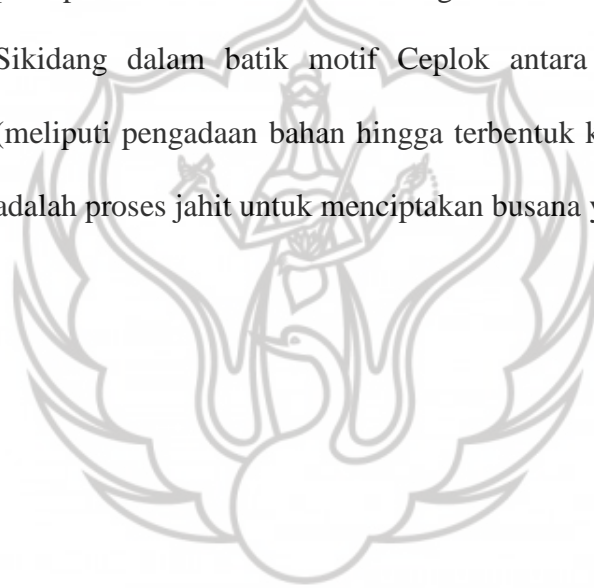 Sikidang dalam batik motif Ceplok antara
(meliputi pengadaan bahan hingga terbentuk
adalah proses jahit untuk menciptakan busana